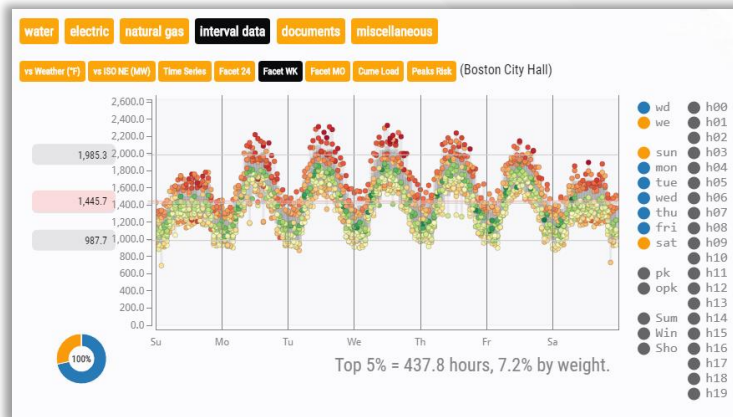 water electric natural gas interval data documents miscellaneous
vs Weather (°F) vs ISO NE (MW) Time Series Facet 24 Facet WK Facet MO Cume Load Peaks Risk (Boston City Hall)
2,600.0
2,400.0
2,200.0
1,985.3 2,000.0
1,800.0
1,600.0
1,445.7 1,400.0
1,200.0
987.7 1,000.0
800.0
600.0
400.0
200.0
0.0
Su Mo Tu We Th Fr Sa
100%
Top 5% = 437.8 hours, 7.2% by weight.
wd h00
we h01
h02
sun h03
mon h04
tue h05
wed h06
thu h07
fri h08
sat h09
h10
pk h11
opk h12
h13
Sum h14
Win h15
Sho h16
h17
h18
h19